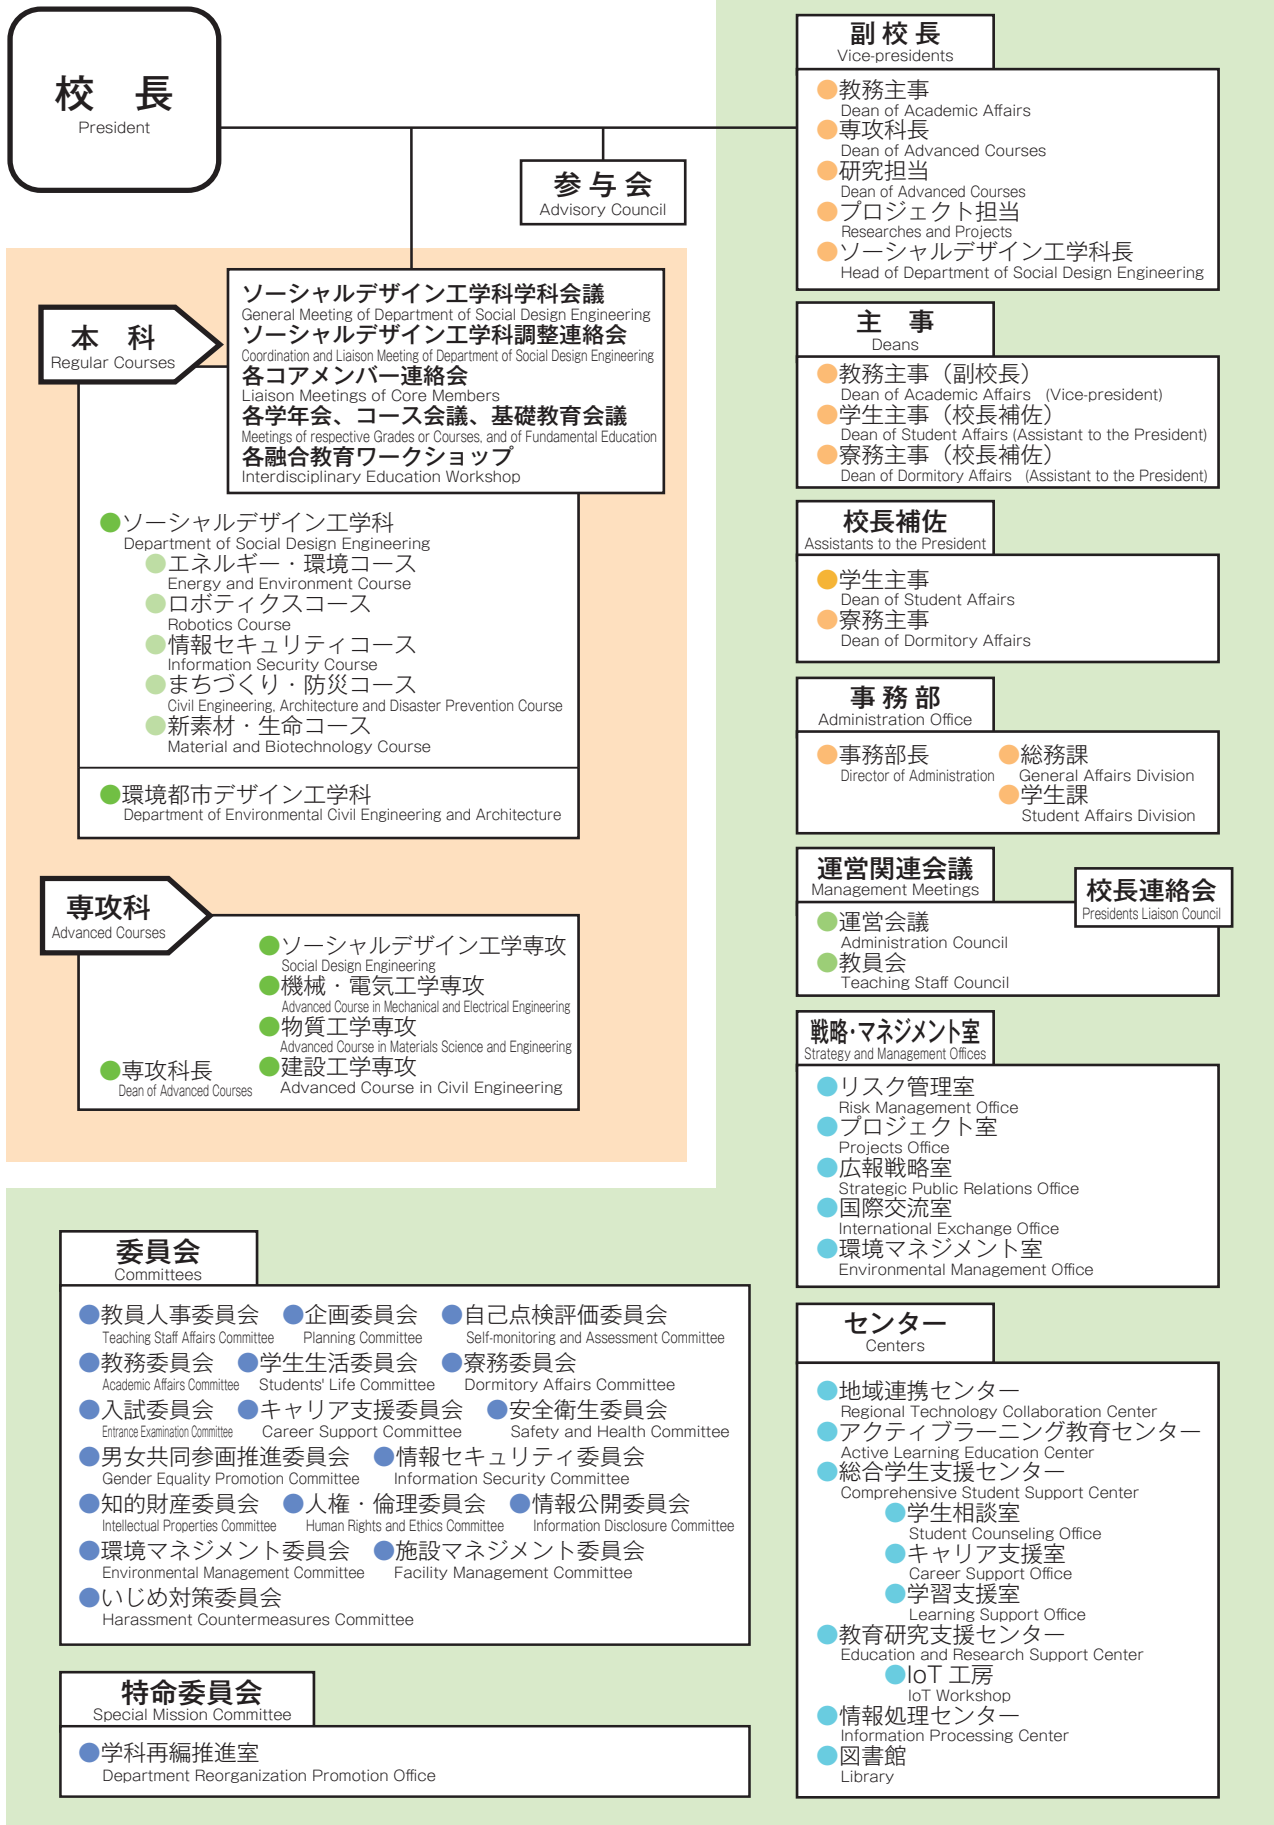 校　長
President
参与会
Advisory Council
本　科
Regular Courses
ソーシャルデザイン工学科学科会議
General Meeting of Department of Social Design Engineering
ソーシャルデザイン工学科調整連絡会
Coordination and Liaison Meeting of Department of Social Design Engineering
各コアメンバー連絡会
Liaison Meetings of Core Members
各学年会、コース会議、基礎教育会議
Meetings of respective Grades or Courses, and of Fundamental Education
各融合教育ワークショップ
Interdisciplinary Education Workshop
●ソーシャルデザイン工学科
Department of Social Design Engineering
●エネルギー・環境コース
Energy and Environment Course
●ロボティクスコース
Robotics Course
●情報セキュリティコース
Information Security Course
●まちづくり・防災コース
Civil Engineering, Architecture and Disaster Prevention Course
●新素材・生命コース
Material and Biotechnology Course
●環境都市デザイン工学科
Department of Environmental Civil Engineering and Architecture
専攻科
Advanced Courses
●専攻科長
Dean of Advanced Courses
●ソーシャルデザイン工学専攻
Social Design Engineering
●機械・電気工学専攻
Advanced Course in Mechanical and Electrical Engineering
●物質工学専攻
Advanced Course in Materials Science and Engineering
●建設工学専攻
Advanced Course in Civil Engineering
副校長
Vice-presidents
●教務主事
Dean of Academic Affairs
●専攻科長
Dean of Advanced Courses
●研究担当
Dean of Advanced Courses
●プロジェクト担当
Researches and Projects
●ソーシャルデザイン工学科長
Head of Department of Social Design Engineering
主　事
Deans
●教務主事（副校長）
Dean of Academic Affairs (Vice-president)
●学生主事（校長補佐）
Dean of Student Affairs (Assistant to the President)
●寮務主事（校長補佐）
Dean of Dormitory Affairs (Assistant to the President)
校長補佐
Assistants to the President
●学生主事
Dean of Student Affairs
●寮務主事
Dean of Dormitory Affairs
事務部
Administration Office
●事務部長 ●総務課
Director of Administration General Affairs Division
●学生課
Student Affairs Division
運営関連会議
Management Meetings
校長連絡会
Presidents Liaison Council
●運営会議
Administration Council
●教員会
Teaching Staff Council
戦略・マネジメント室
Strategy and Management Offices
●リスク管理室
Risk Management Office
●プロジェクト室
Projects Office
●広報戦略室
Strategic Public Relations Office
●国際交流室
International Exchange Office
●環境マネジメント室
Environmental Management Office
センター
Centers
●地域連携センター
Regional Technology Collaboration Center
●アクティブラーニング教育センター
Active Learning Education Center
●総合学生支援センター
Comprehensive Student Support Center
●学生相談室
Student Counseling Office
●キャリア支援室
Career Support Office
●学習支援室
Learning Support Office
●教育研究支援センター
Education and Research Support Center
●IoT 工房
IoT Workshop
●情報処理センター
Information Processing Center
●図書館
Library
委員会
Committees
●教員人事委員会 ●企画委員会 ●自己点検評価委員会
Teaching Staff Affairs Committee Planning Committee Self-monitoring and Assessment Committee
●教務委員会 ●学生生活委員会 ●寮務委員会
Academic Affairs Committee Students' Life Committee Dormitory Affairs Committee
●入試委員会 ●キャリア支援委員会 ●安全衛生委員会
Entrance Examination Committee Career Support Committee Safety and Health Committee
●男女共同参画推進委員会 ●情報セキュリティ委員会
Gender Equality Promotion Committee Information Security Committee
●知的財産委員会 ●人権・倫理委員会 ●情報公開委員会
Intellectual Properties Committee Human Rights and Ethics Committee Information Disclosure Committee
●環境マネジメント委員会 ●施設マネジメント委員会
Environmental Management Committee Facility Management Committee
●いじめ対策委員会
Harassment Countermeasures Committee
特命委員会
Special Mission Committee
●学科再編推進室
Department Reorganization Promotion Office